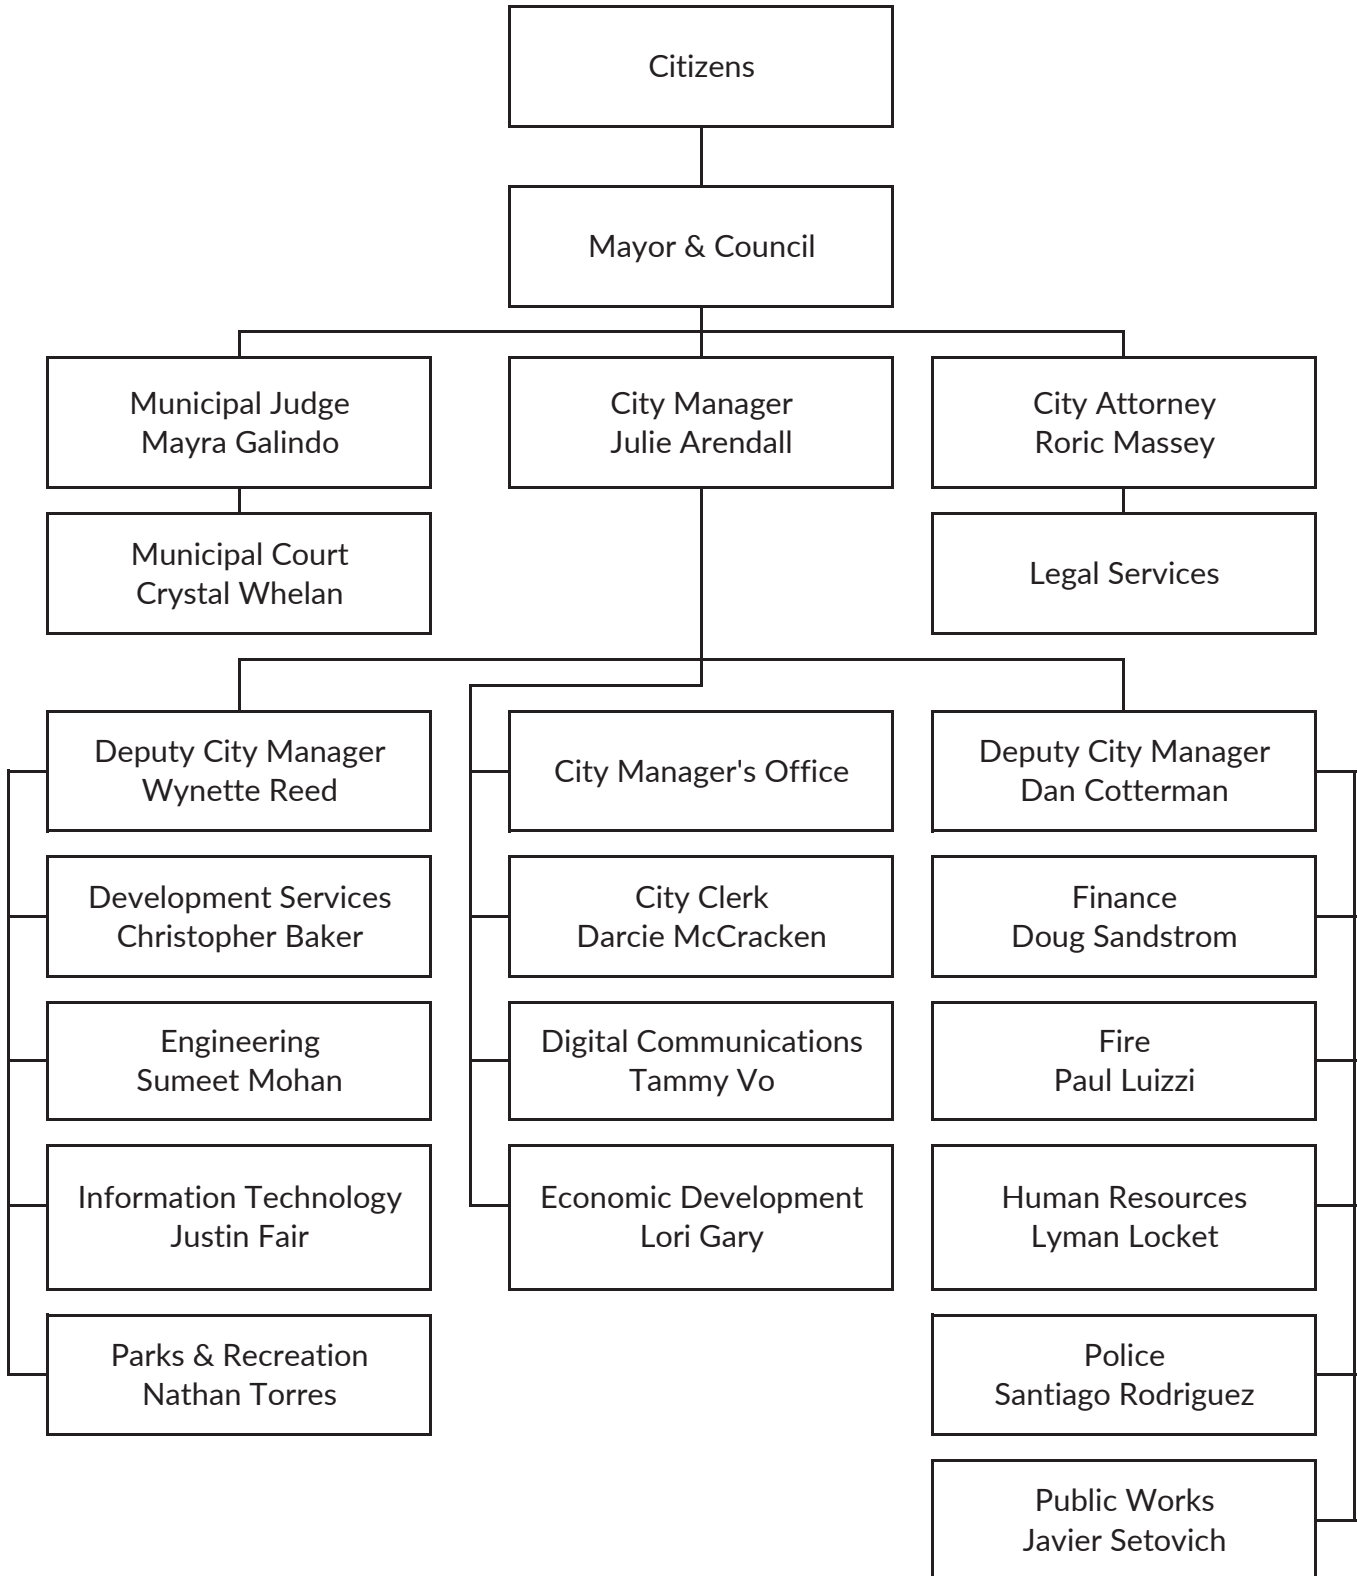 Citizens
Mayor & Council
Municipal Judge
Mayra Galindo
City Manager
Julie Arendall
City Attorney
Roric Massey
Municipal Court
Crystal Whelan
Legal Services
Deputy City Manager
Wynette Reed
City Manager's Office
Deputy City Manager
Dan Cotterman
Development Services
Christopher Baker
City Clerk
Darcie McCracken
Finance
Doug Sandstrom
Engineering
Sumeet Mohan
Digital Communications
Tammy Vo
Fire
Paul Luizzi
Information Technology
Justin Fair
Economic Development
Lori Gary
Human Resources
Lyman Locket
Parks & Recreation
Nathan Torres
Police
Santiago Rodriguez
Public Works
Javier Setovich